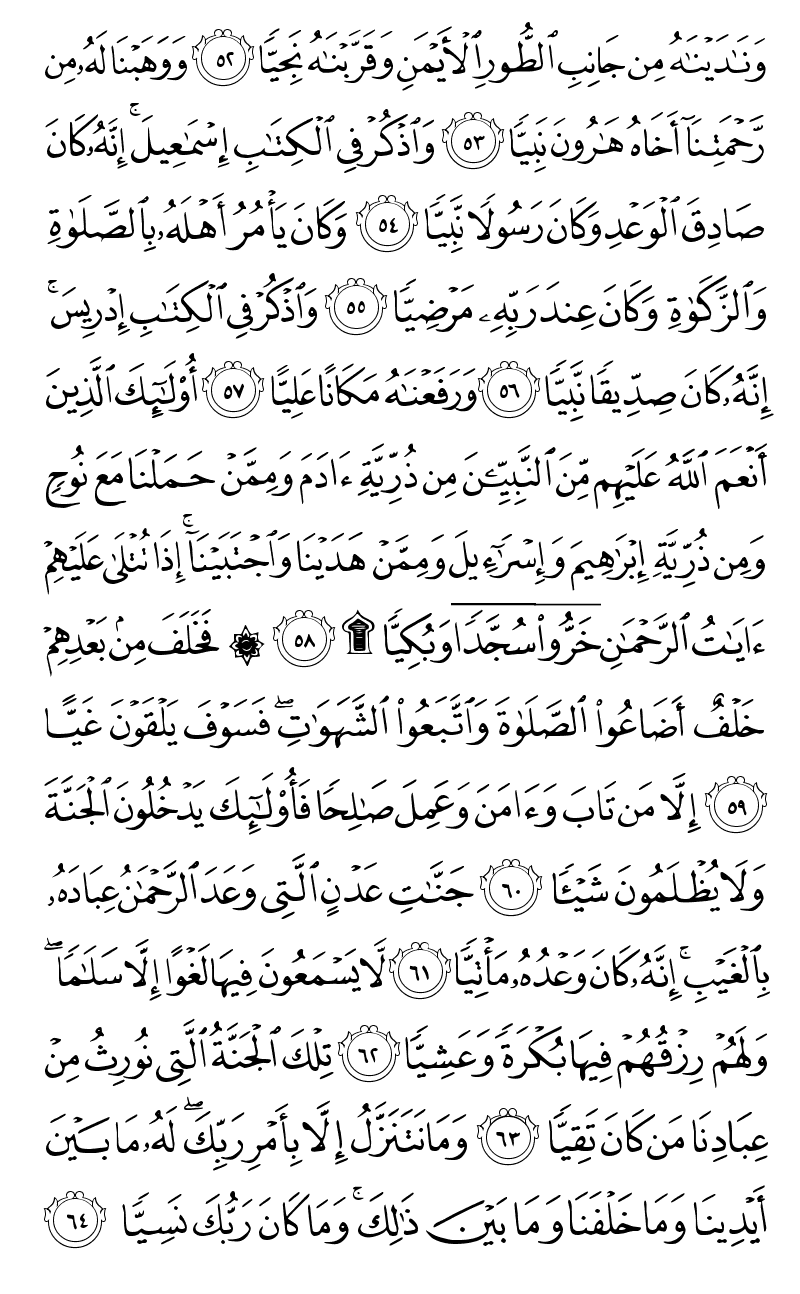 وَنَٰدَيْنَٰهُ مِن جَانِبِ ٱلطُّورِ ٱلْأَيْمَنِ وَقَرَّبْنَٰهُ نَجِيًّا ٥٢ وَوَهَبْنَا لَهُۥ مِن
رَّحْمَتِنَآ أَخَاهُ هَٰرُونَ نَبِيًّا ٥٣ وَٱذْكُرْ فِى ٱلْكِتَٰبِ إِسْمَٰعِيلَ ۚ إِنَّهُۥ كَانَ
صَادِقَ ٱلْوَعْدِ وَكَانَ رَسُولًا نَّبِيًّا ٥٤ وَكَانَ يَأْمُرُ أَهْلَهُۥ بِٱلصَّلَوٰةِ
وَٱلزَّكَوٰةِ وَكَانَ عِندَ رَبِّهِۦ مَرْضِيًّا ٥٥ وَٱذْكُرْ فِى ٱلْكِتَٰبِ إِدْرِيسَ ۚ
إِنَّهُۥ كَانَ صِدِّيقًا نَّبِيًّا ٥٦ وَرَفَعْنَٰهُ مَكَانًا عَلِيًّا ٥٧ أُو۟لَٰٓئِكَ ٱلَّذِينَ
أَنْعَمَ ٱللَّهُ عَلَيْهِم مِّنَ ٱلنَّبِيِّـۧنَ مِن ذُرِّيَّةِ ءَادَمَ وَمِمَّنْ حَمَلْنَا مَعَ نُوحٍ
وَمِن ذُرِّيَّةِ إِبْرَٰهِيمَ وَإِسْرَٰٓءِيلَ وَمِمَّنْ هَدَيْنَا وَٱجْتَبَيْنَآ ۚ إِذَا تُتْلَىٰ عَلَيْهِمْ
ءَايَٰتُ ٱلرَّحْمَٰنِ خَرُّوا۟ سُجَّدًا وَبُكِيًّا ۩ ٥٨ ۞ فَخَلَفَ مِنۢ بَعْدِهِمْ
خَلْفٌ أَضَاعُوا۟ ٱلصَّلَوٰةَ وَٱتَّبَعُوا۟ ٱلشَّهَوَٰتِ ۖ فَسَوْفَ يَلْقَوْنَ غَيًّا
٥٩ إِلَّا مَن تَابَ وَءَامَنَ وَعَمِلَ صَٰلِحًا فَأُو۟لَٰٓئِكَ يَدْخُلُونَ ٱلْجَنَّةَ
وَلَا يُظْلَمُونَ شَيْـًٔا ٦٠ جَنَّٰتِ عَدْنٍ ٱلَّتِى وَعَدَ ٱلرَّحْمَٰنُ عِبَادَهُۥ
بِٱلْغَيْبِ ۚ إِنَّهُۥ كَانَ وَعْدُهُۥ مَأْتِيًّا ٦١ لَّا يَسْمَعُونَ فِيهَا لَغْوًا إِلَّا سَلَٰمًا ۖ
وَلَهُمْ رِزْقُهُمْ فِيهَا بُكْرَةً وَعَشِيًّا ٦٢ تِلْكَ ٱلْجَنَّةُ ٱلَّتِى نُورِثُ مِنْ
عِبَادِنَا مَن كَانَ تَقِيًّا ٦٣ وَمَا نَتَنَزَّلُ إِلَّا بِأَمْرِ رَبِّكَ ۖ لَهُۥ مَا بَيْنَ
أَيْدِينَا وَمَا خَلْفَنَا وَمَا بَيْنَ ذَٰلِكَ ۚ وَمَا كَانَ رَبُّكَ نَسِيًّا ٦٤